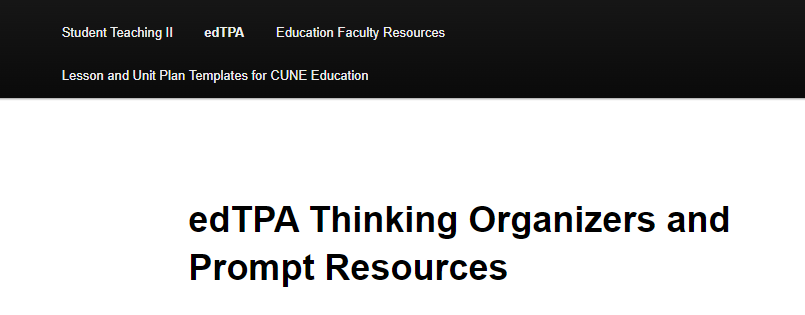 Student Teaching II edTPA Education Faculty Resources
Lesson and Unit Plan Templates for CUNE Education
edTPA Thinking Organizers and
Prompt Resources